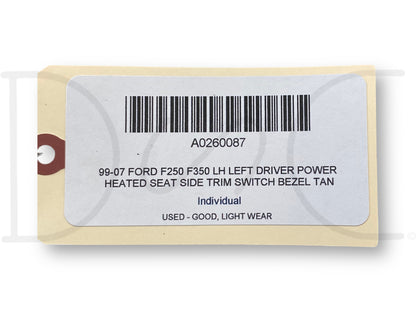 A0260087
99-07 FORD F250 F350 LH LEFT DRIVER POWER
HEATED SEAT SIDE TRIM SWITCH BEZEL TAN
Individual
USED - GOOD, LIGHT WEAR